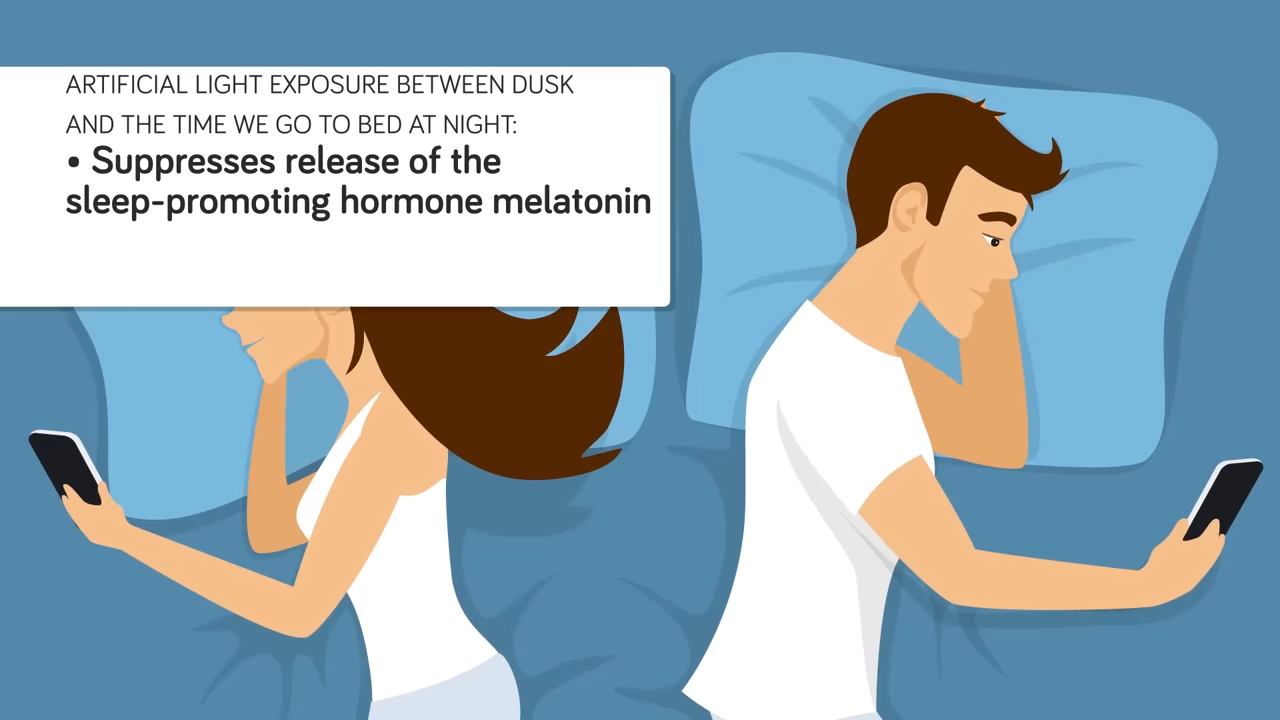 ARTIFICIAL LIGHT EXPOSURE BETWEEN DUSK
AND THE TIME WE GO TO BED AT NIGHT:
• Suppresses release of the
sleep-promoting hormone melatonin